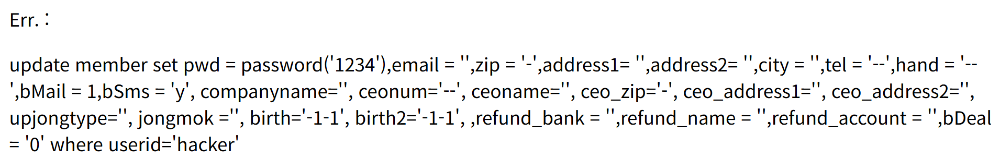 Err. :
update member set pwd = password('1234'),email = '',zip = '-',address1= '',address2= '',city = '',tel = '--',hand = '--
',bMail = 1,bSms = 'y', companyname='', ceonum='--', ceoname='', ceo_zip='-', ceo_address1='', ceo_address2='',
upjongtype='', jongmok ='', birth='-1-1', birth2='-1-1', ,refund_bank = '',refund_name = '',refund_account = '',bDeal
= '0' where userid='hacker'